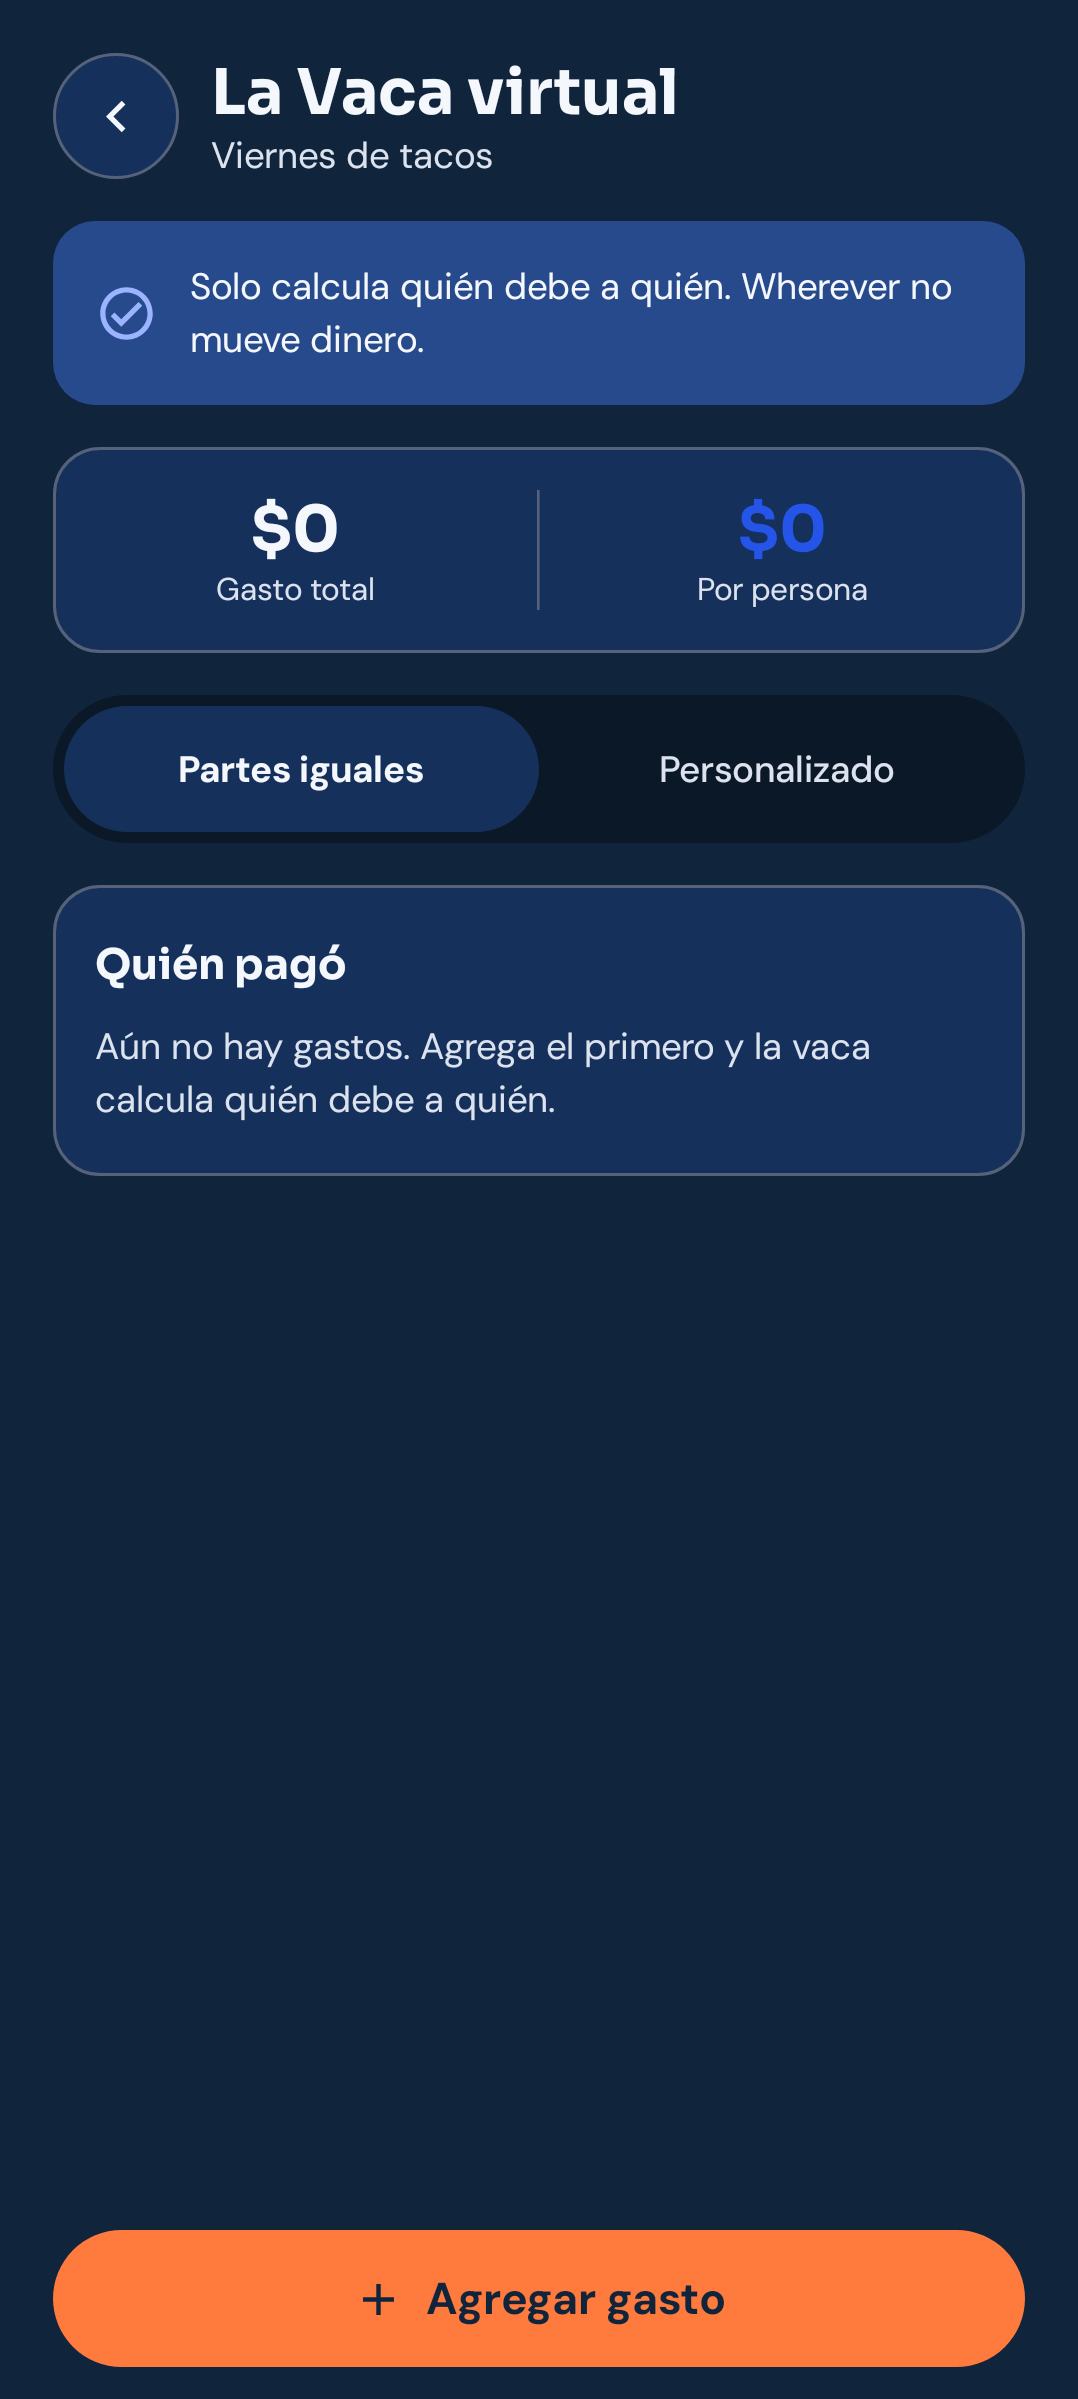 La Vaca virtual
Viernes de tacos
Solo calcula quién debe a quién. Wherever no
mueve dinero.
$0
Gasto total
$0
Por persona
Partes iguales
Personalizado
Quién pagó
Aún no hay gastos. Agrega el primero y la vaca
calcula quién debe a quién.
+ Agregar gasto